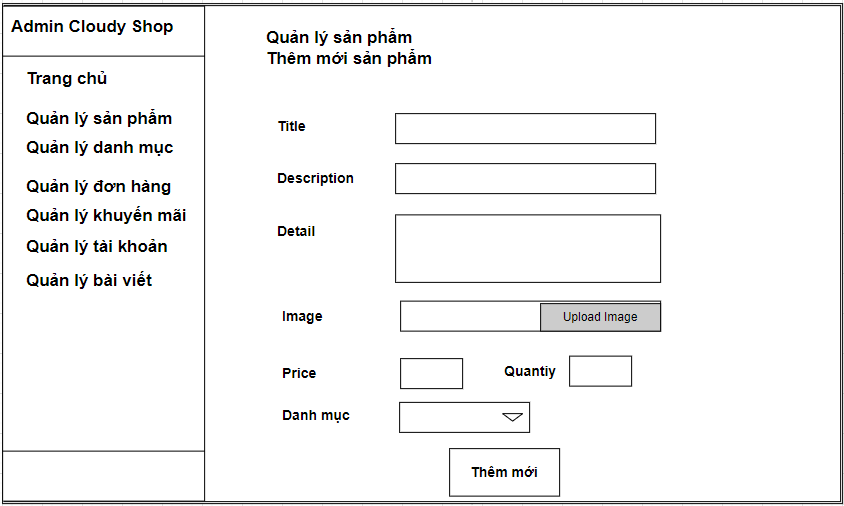 Admin Cloudy Shop
Trang chủ
Quản lý sản phẩm
Quản lý danh mục
Quản lý đơn hàng
Quản lý khuyến mãi
Quản lý tài khoản
Quản lý bài viết
Quản lý sản phẩm
Thêm mới sản phẩm
Title
Description
Detail
Image
Upload Image
Price
Quantiy
Danh mục
Thêm mới